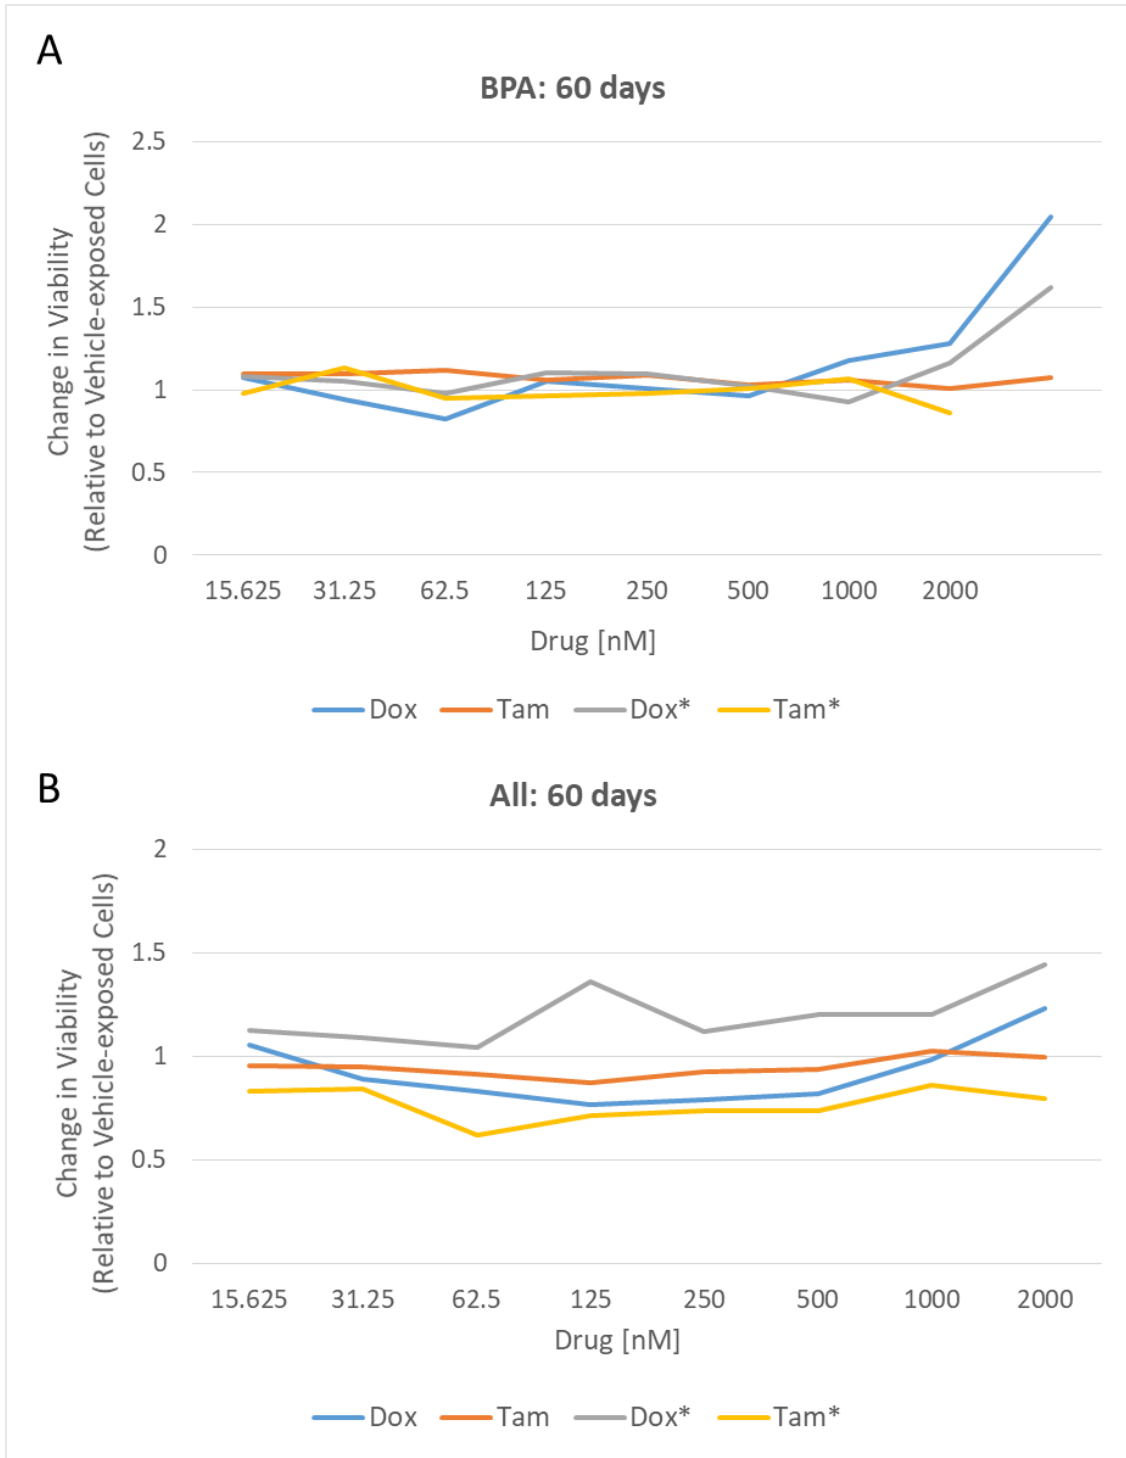 A
BPA: 60 days
Change in Viability
(Relative to Vehicle-exposed Cells)
2.5
2
1.5
1
0.5
0
15.625 31.25 62.5 125 250 500 1000 2000
Drug [nM]
Dox Tam Dox* Tam*
B
All: 60 days
Change in Viability
(Relative to Vehicle-exposed Cells)
2
1.5
1
0.5
0
15.625 31.25 62.5 125 250 500 1000 2000
Drug [nM]
Dox Tam Dox* Tam*